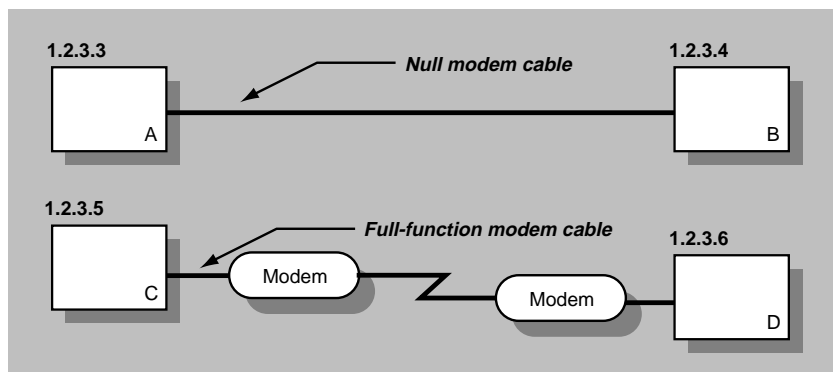 1.2.3.3
1.2.3.4
Null modem cable
A
B
1.2.3.5
Full-function modem cable
1.2.3.6
C
Modem
Modem
D